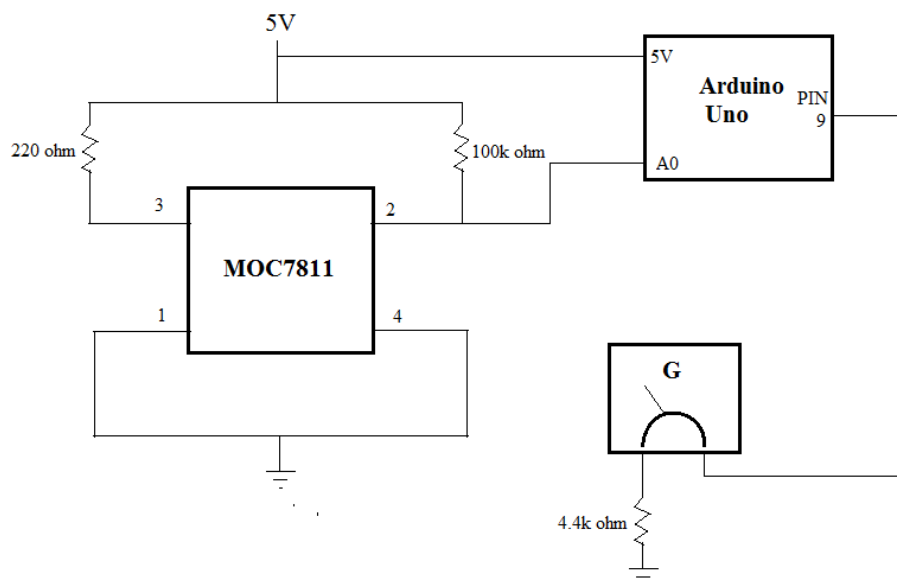 5V
5V
Arduino
Uno
PIN
9
220 ohm
100k ohm
A0
3
2
MOC7811
1
4
G
4.4k ohm